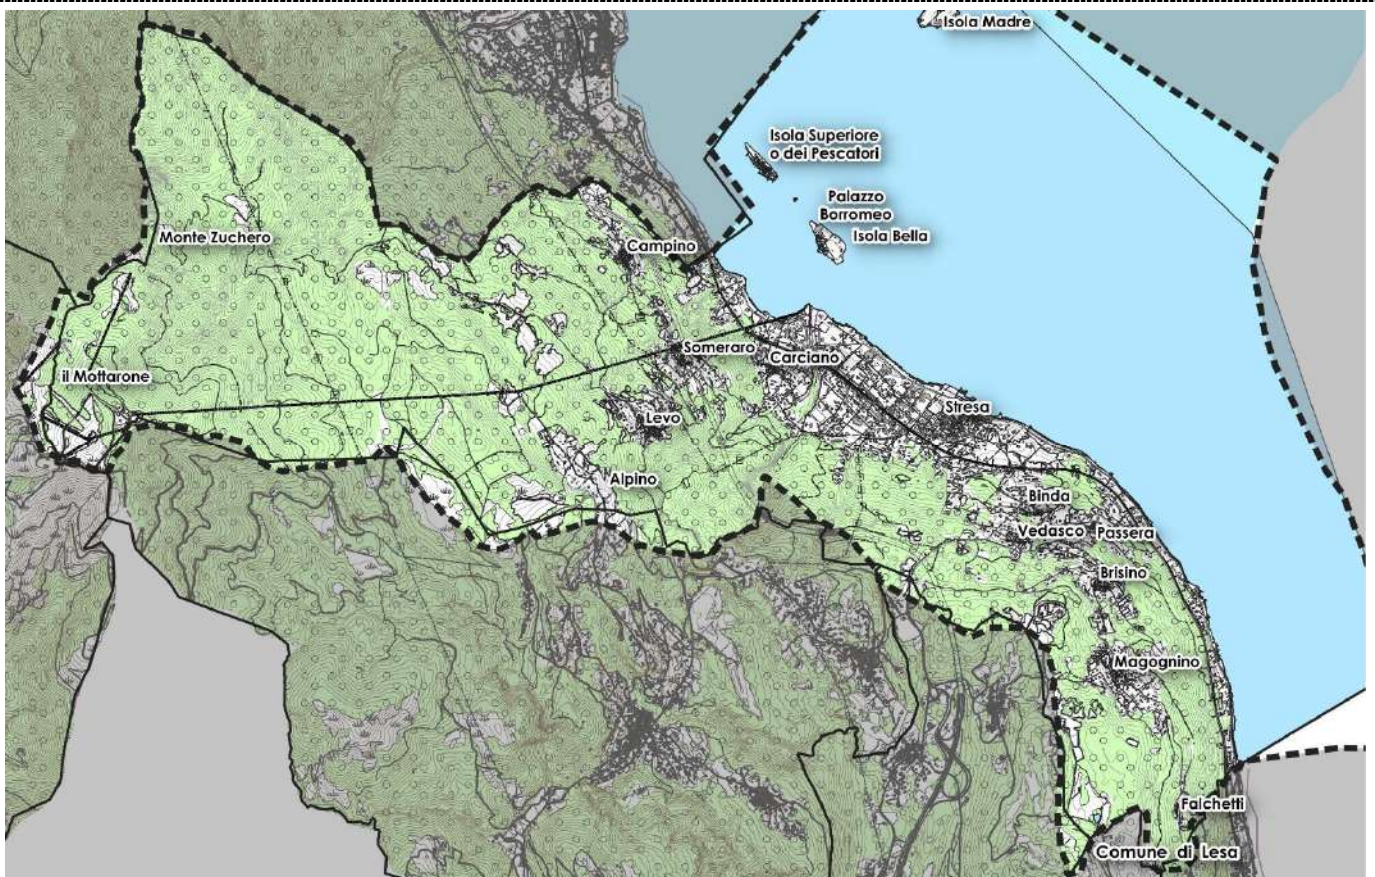 Isola Madre
Isola Superiore
o dei Pescatori
Palazzo
Borromeo
Isola Bella
Monte Zuchero
Campino
Someraro
Carciano
il Mottarone
Stresa
Levo
Alpino
Binda
Vedasco
Passera
Brisino
Magognino
Falchetti
Comune di Lesa